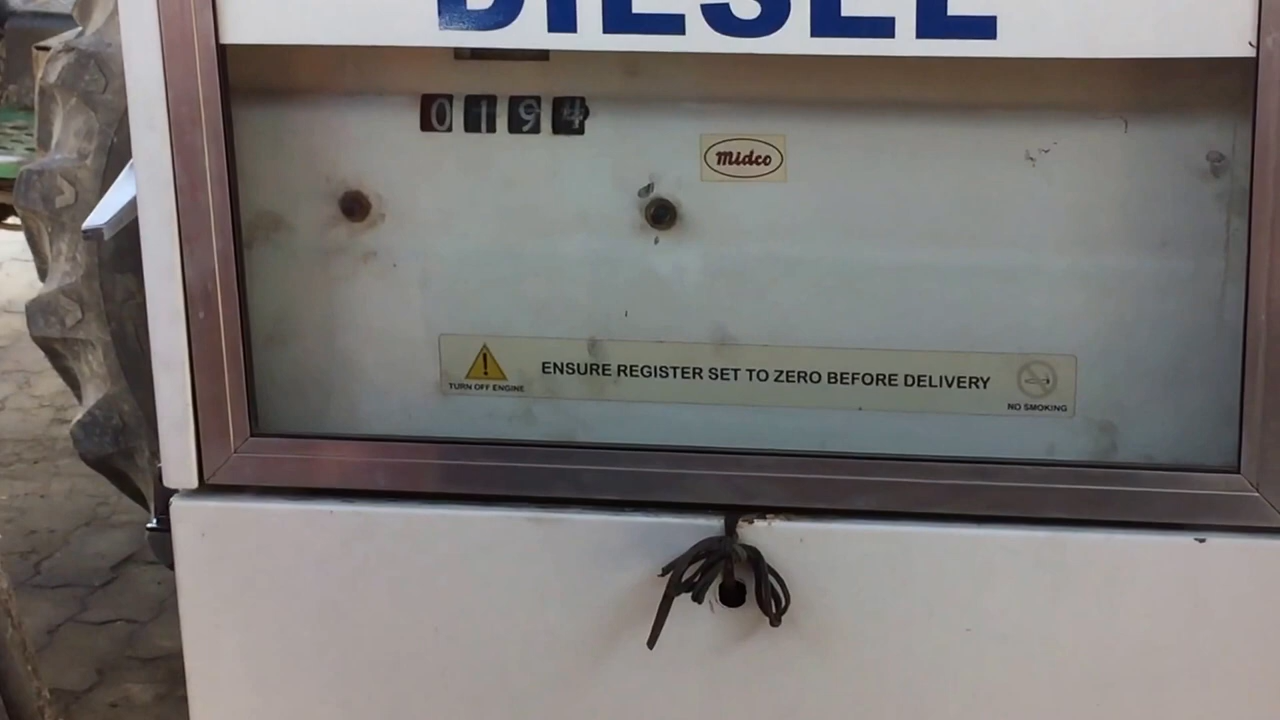 DIESEL
0194
Midco
ENSURE REGISTER SET TO ZERO BEFORE DELIVERY
TURN OFF ENGINE
NO SMOKING